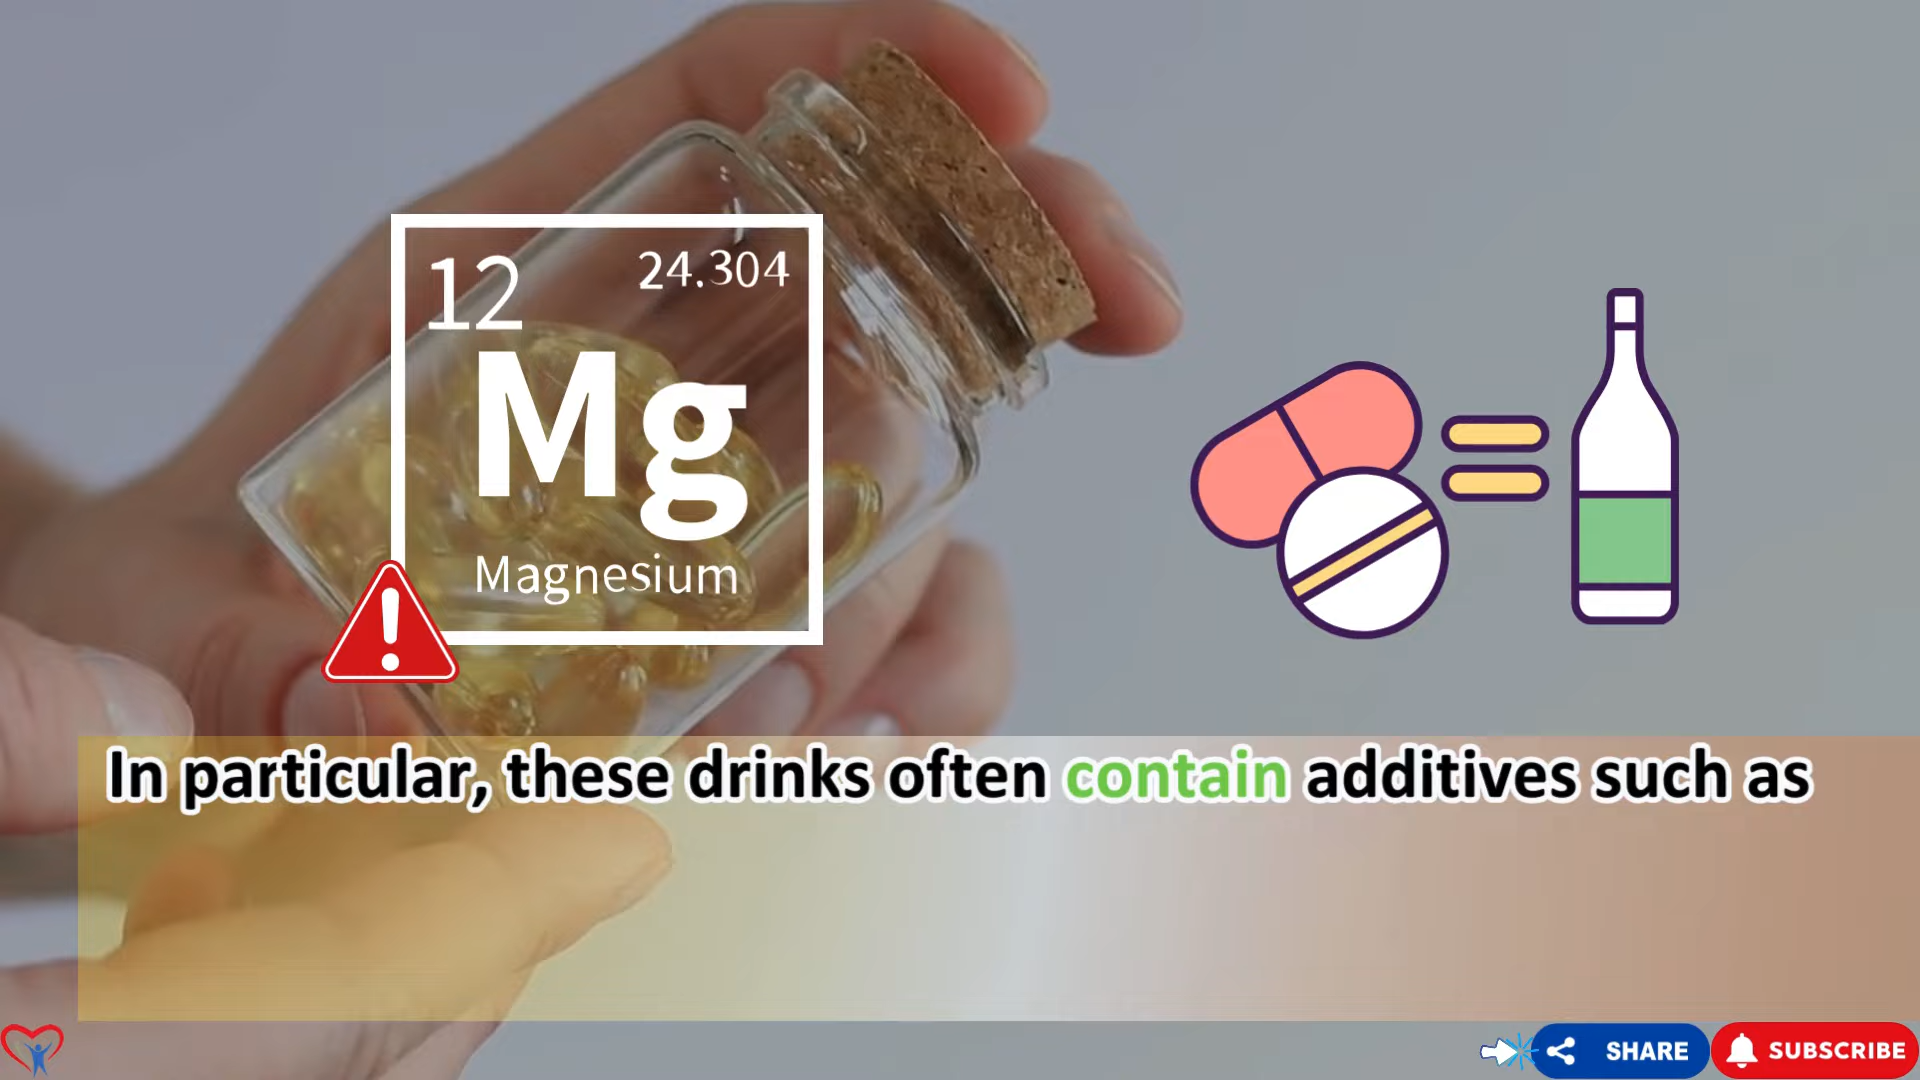 12
24.304
Mg
Magnesium
In particular, these drinks often contain additives such as
SHARE
SUBSCRIBE